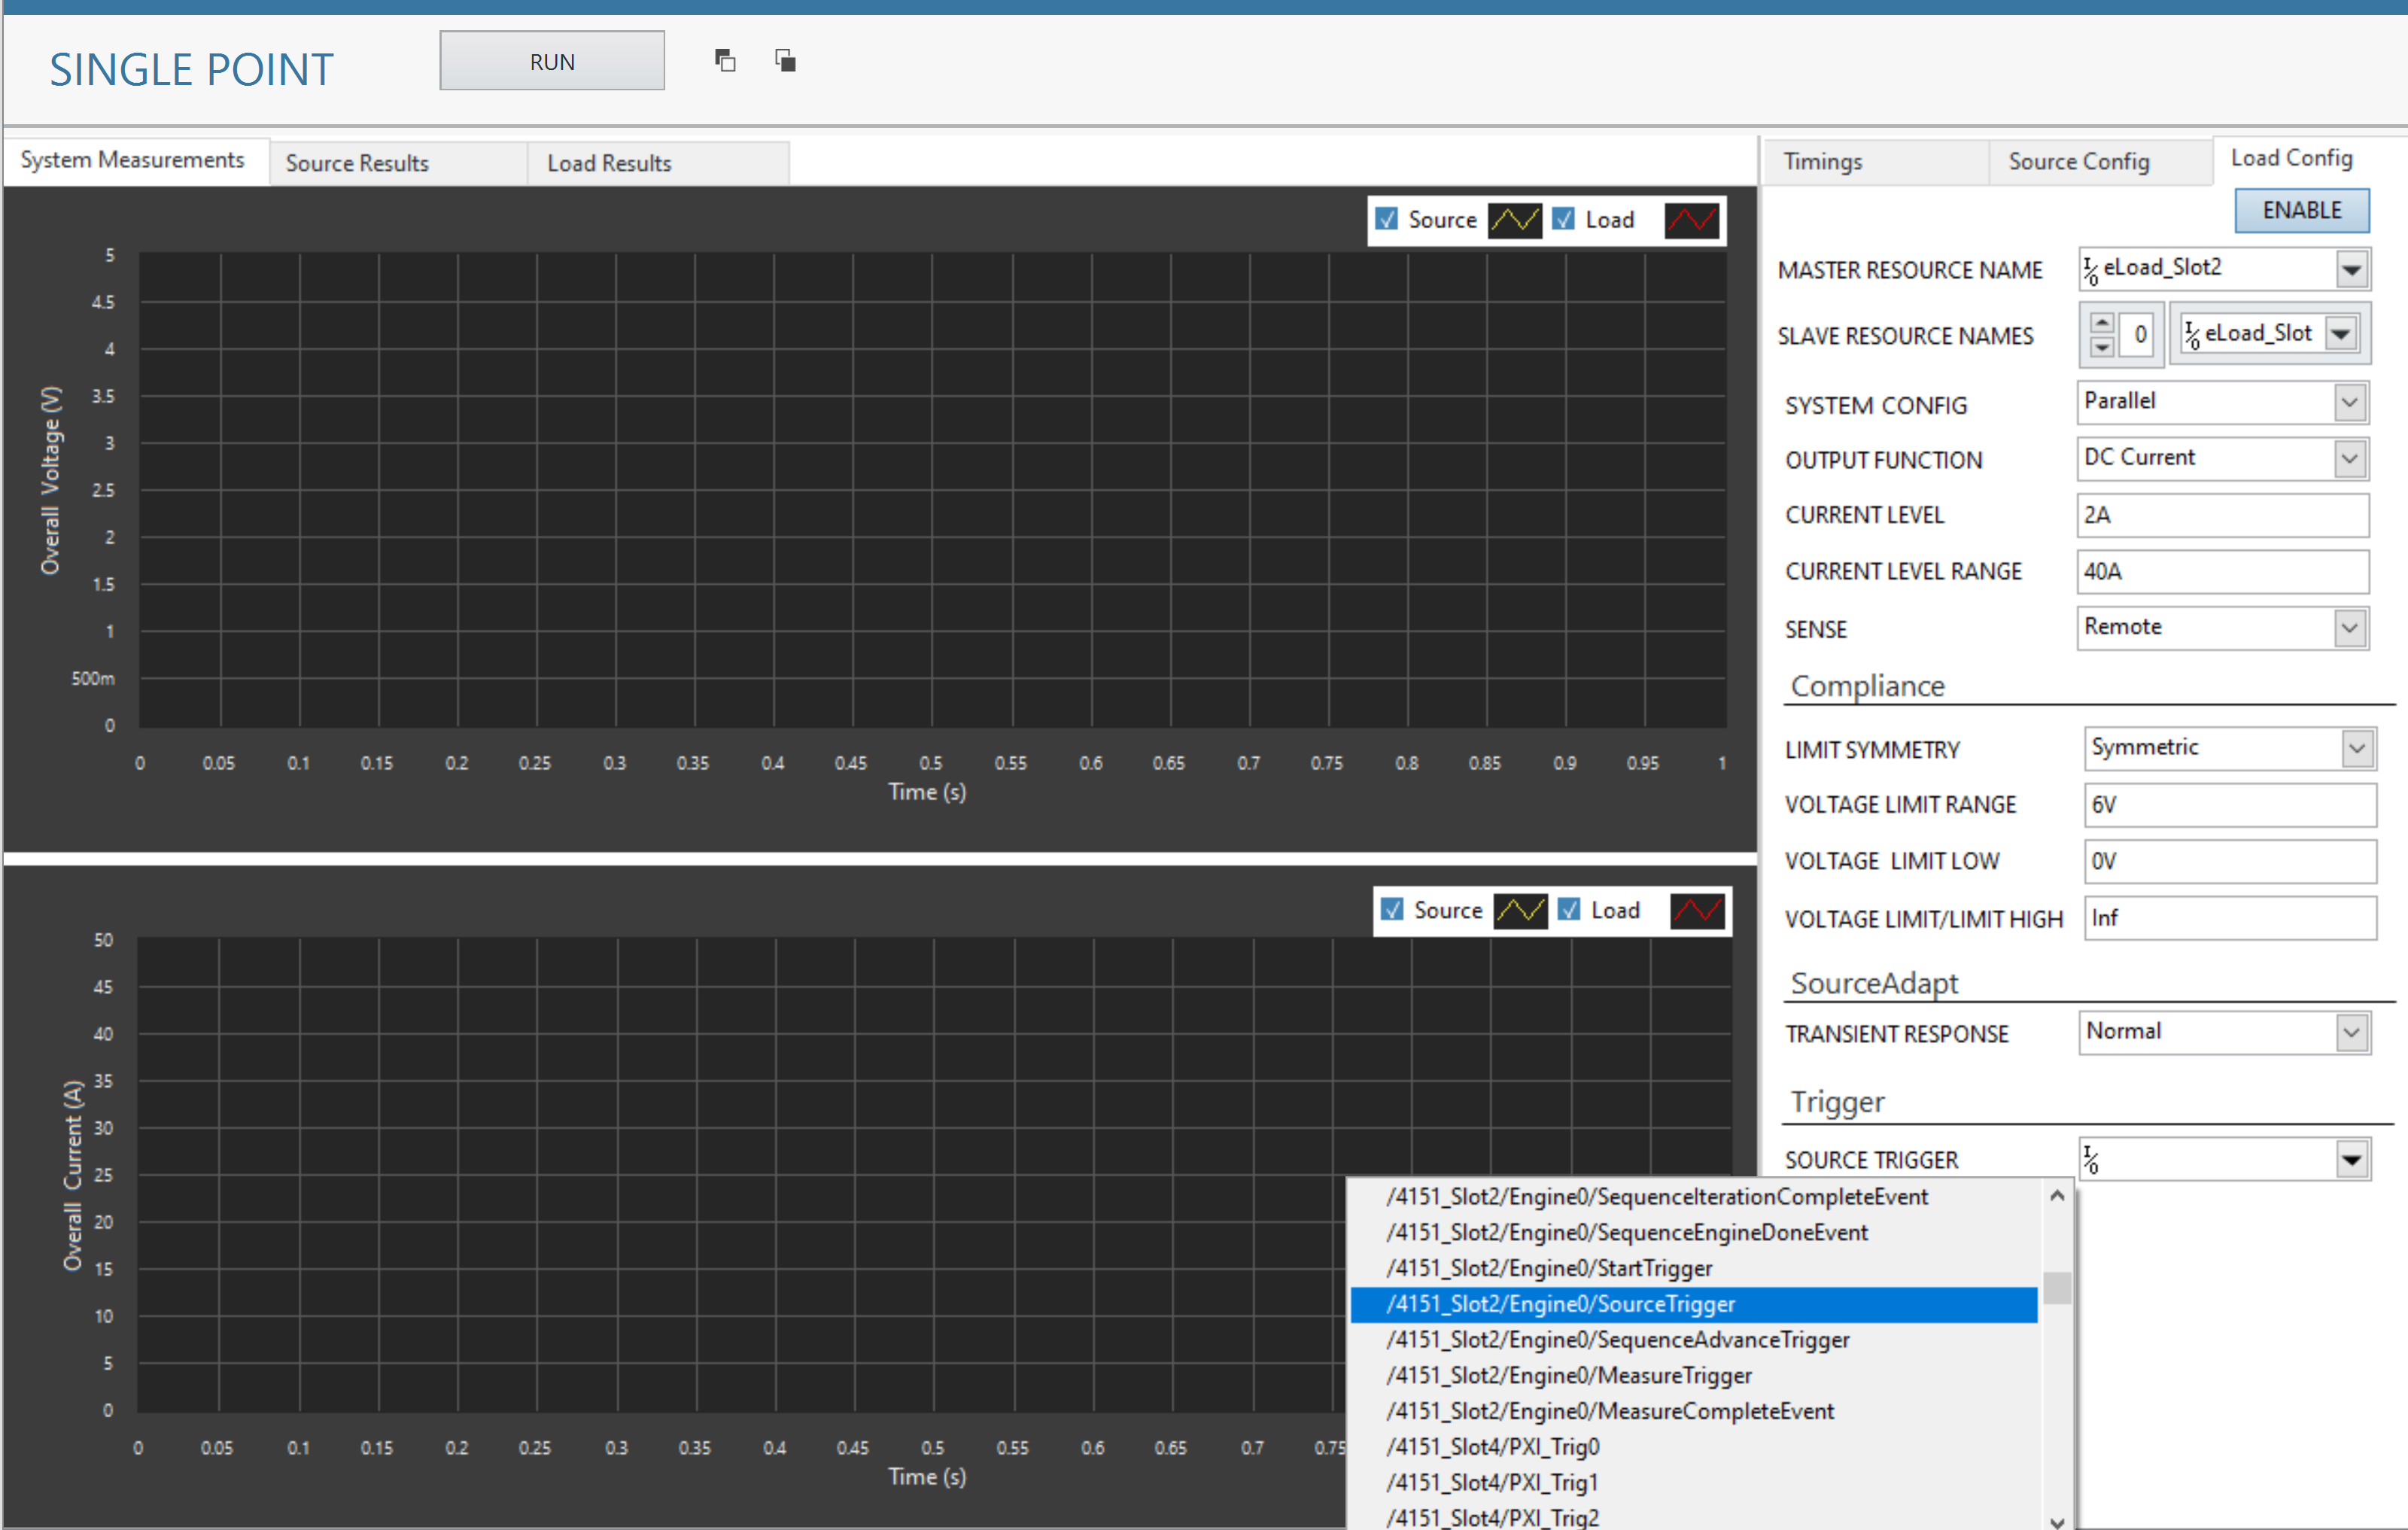 SINGLE POINT
RUN
System Measurements
Source Results
Load Results
Source
Load
Overall Voltage (V)
5
4.5
4
3.5
3
2.5
2
1.5
1
500m
0
0 0.05 0.1 0.15 0.2 0.25 0.3 0.35 0.4 0.45 0.5 0.55 0.6 0.65 0.7 0.75 0.8 0.85 0.9 0.95 1
Time (s)
Source
Load
Overall Current (A)
50
45
40
35
30
25
20
15
10
5
0
0 0.05 0.1 0.15 0.2 0.25 0.3 0.35 0.4 0.45 0.5 0.55 0.6 0.65 0.7 0.75
Time (s)
Timings
Source Config
Load Config
ENABLE
MASTER RESOURCE NAME I/0 eLoad_Slot2
SLAVE RESOURCE NAMES 0 I/0 eLoad_Slot
SYSTEM CONFIG Parallel
OUTPUT FUNCTION DC Current
CURRENT LEVEL 2A
CURRENT LEVEL RANGE 40A
SENSE Remote
Compliance
LIMIT SYMMETRY Symmetric
VOLTAGE LIMIT RANGE 6V
VOLTAGE LIMIT LOW 0V
VOLTAGE LIMIT/LIMIT HIGH Inf
SourceAdapt
TRANSIENT RESPONSE Normal
Trigger
SOURCE TRIGGER I/0
/4151_Slot2/Engine0/SequenceIterationCompleteEvent
/4151_Slot2/Engine0/SequenceEngineDoneEvent
/4151_Slot2/Engine0/StartTrigger
/4151_Slot2/Engine0/SourceTrigger
/4151_Slot2/Engine0/SequenceAdvanceTrigger
/4151_Slot2/Engine0/MeasureTrigger
/4151_Slot2/Engine0/MeasureCompleteEvent
/4151_Slot4/PXI_Trig0
/4151_Slot4/PXI_Trig1
/4151_Slot4/PXI_Trig2